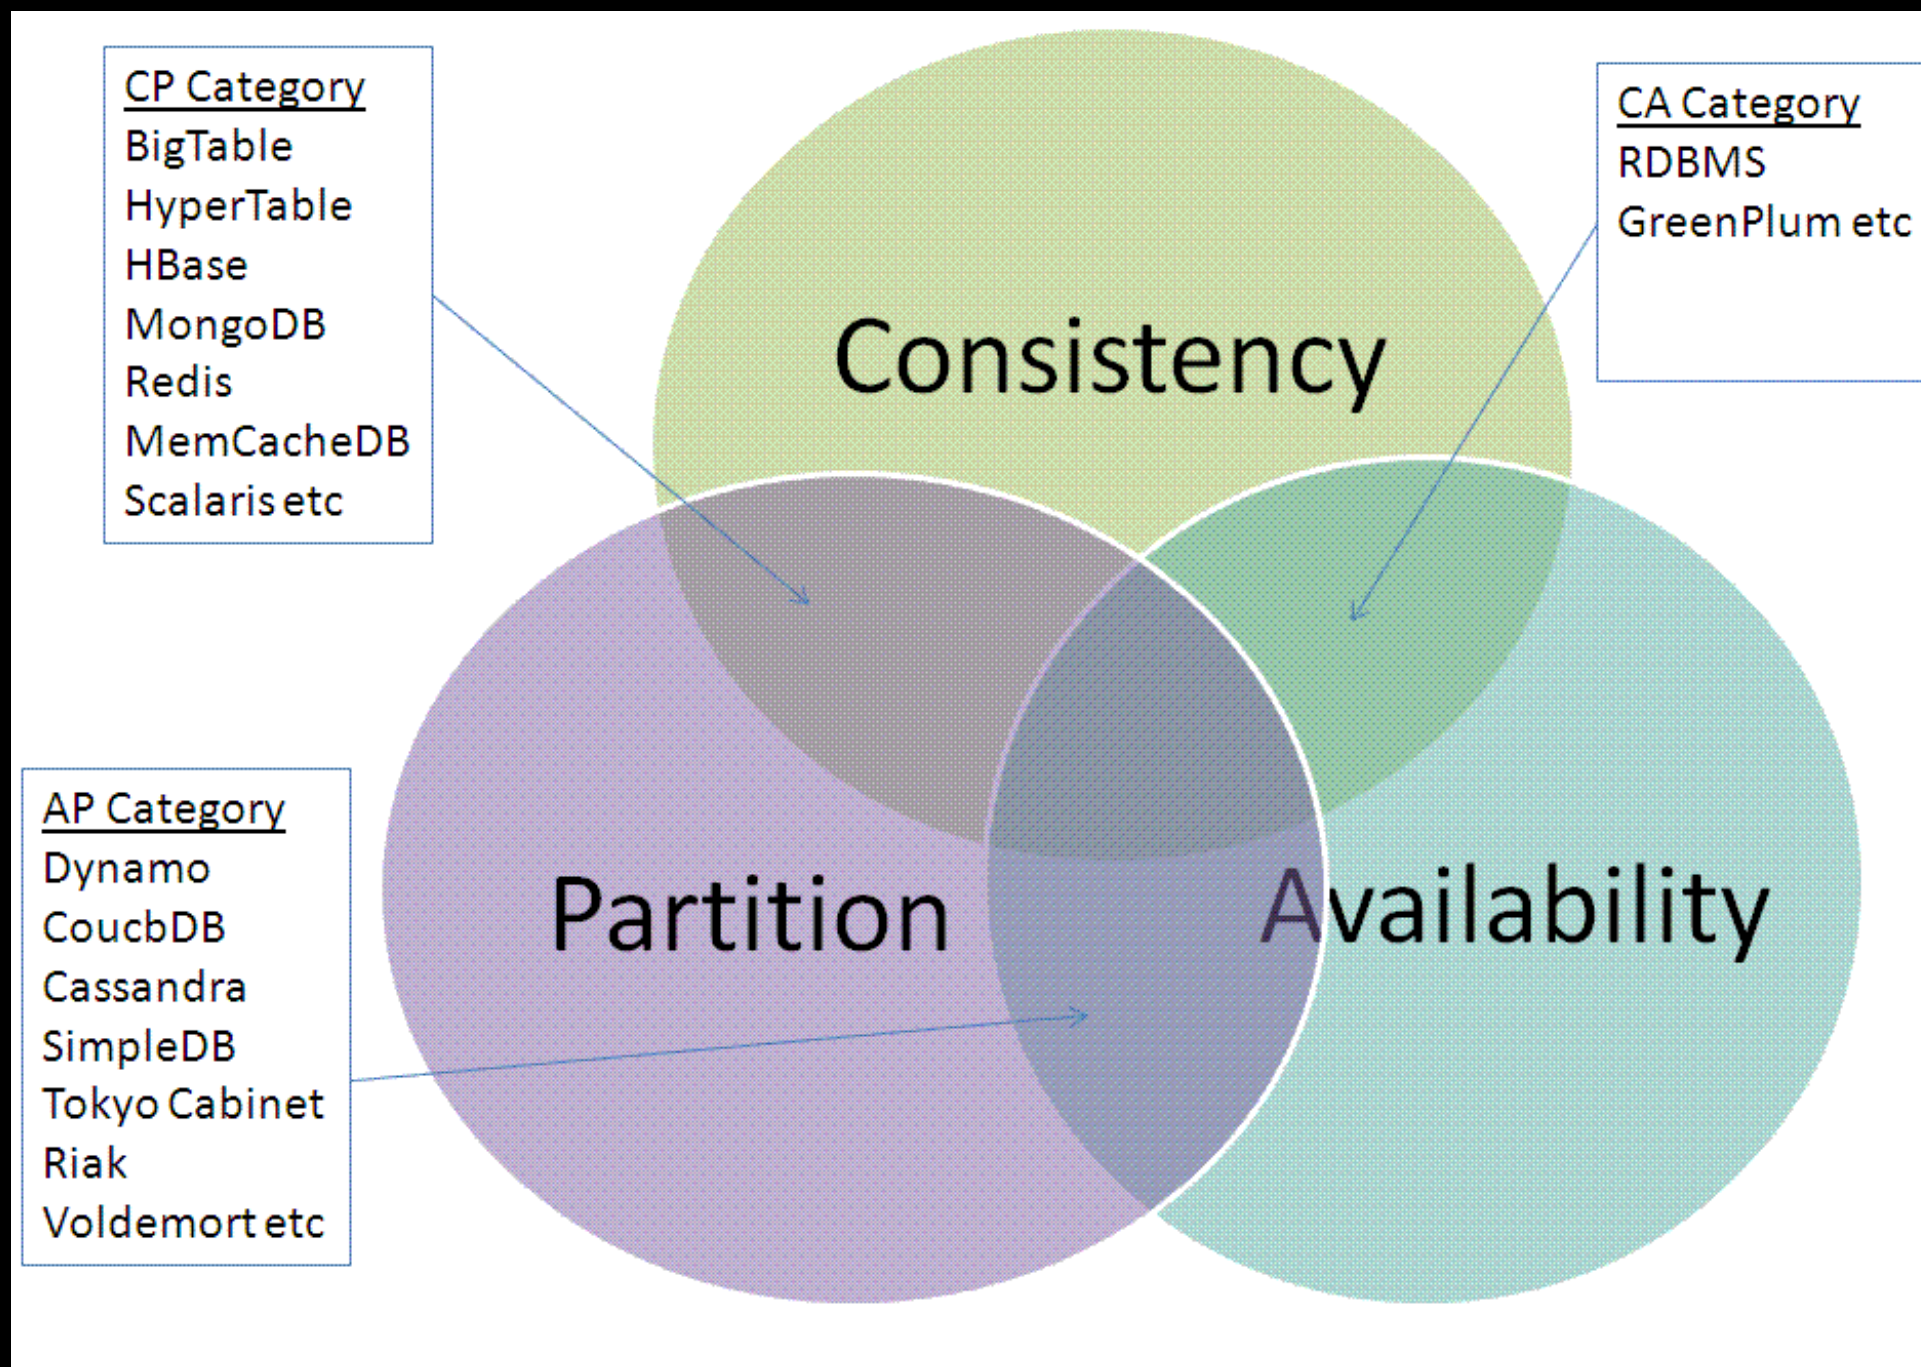 CP Category
BigTable
HyperTable
HBase
MongoDB
Redis
MemCacheDB
Scalaris etc
CA Category
RDBMS
GreenPlum etc
Consistency
Partition
Availability
AP Category
Dynamo
CoucbDB
Cassandra
SimpleDB
Tokyo Cabinet
Riak
Voldemort etc